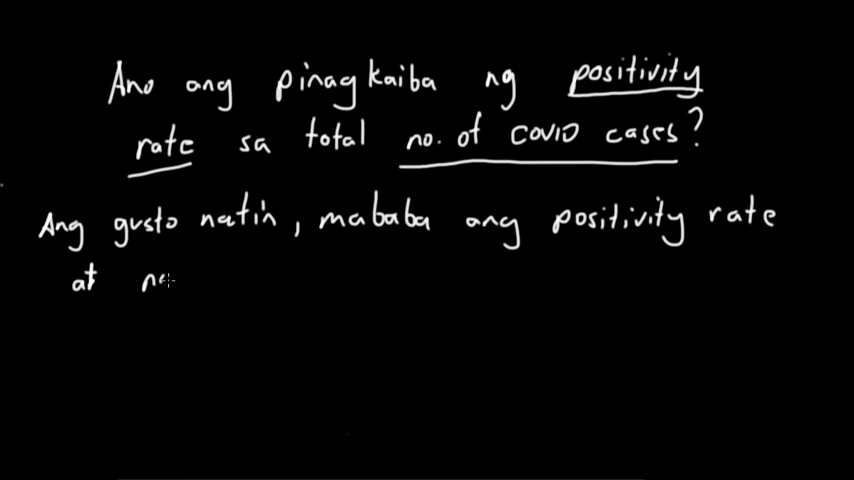 Ano ang pinagkaiba ng positivity
rate sa total no. of COVID cases?
Ang gusto natin, mababa ang positivity rate
at